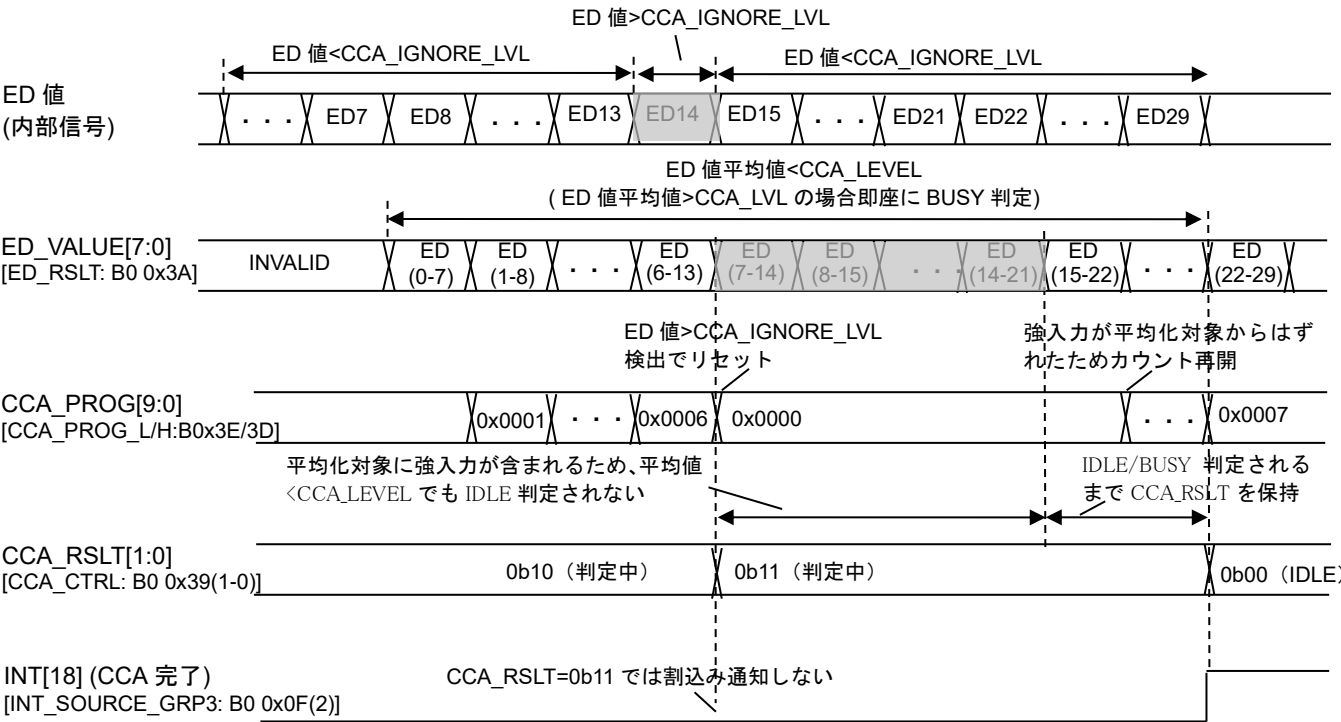 ED 値>CCA_IGNORE_LVL
ED 値<CCA_IGNORE_LVL
ED 値<CCA_IGNORE_LVL
ED 値
(内部信号)
・・・ ED7 ED8 ・・・ ED13 ED14 ED15 ・・・ ED21 ED22 ・・・ ED29
ED 値平均値<CCA_LEVEL
( ED 値平均値>CCA_LVL の場合即座に BUSY 判定)
ED_VALUE[7:0]
[ED_RSLT: B0 0x3A]
INVALID
ED ED ED ED ED ED ED ED
(0-7) (1-8) ・・・ (6-13) (7-14) (8-15) ・・・ (14-21) (15-22) ・・・ (22-29)
ED 値>CCA_IGNORE_LVL
検出でリセット
強入力が平均化対象からはず
れたためカウント再開
CCA_PROG[9:0]
[CCA_PROG_L/H:B0x3E/3D]
0x0001 ・・・ 0x0006 0x0000 ・・・ 0x0007
平均化対象に強入力が含まれるため、平均値
<CCA_LEVEL でも IDLE 判定されない
IDLE/BUSY 判定される
まで CCA_RSLT を保持
CCA_RSLT[1:0]
[CCA_CTRL: B0 0x39(1-0)]
0b10（判定中） 0b11（判定中） 0b00（IDLE）
INT[18] (CCA 完了)
[INT_SOURCE_GRP3: B0 0x0F(2)]
CCA_RSLT=0b11 では割込み通知しない